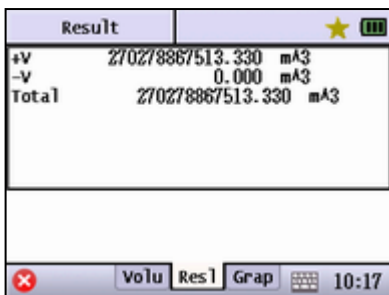 Result
+V 270278867513.330 m^3
-V 0.000 m^3
Total 270278867513.330 m^3
Volu Resl Grap 10:17